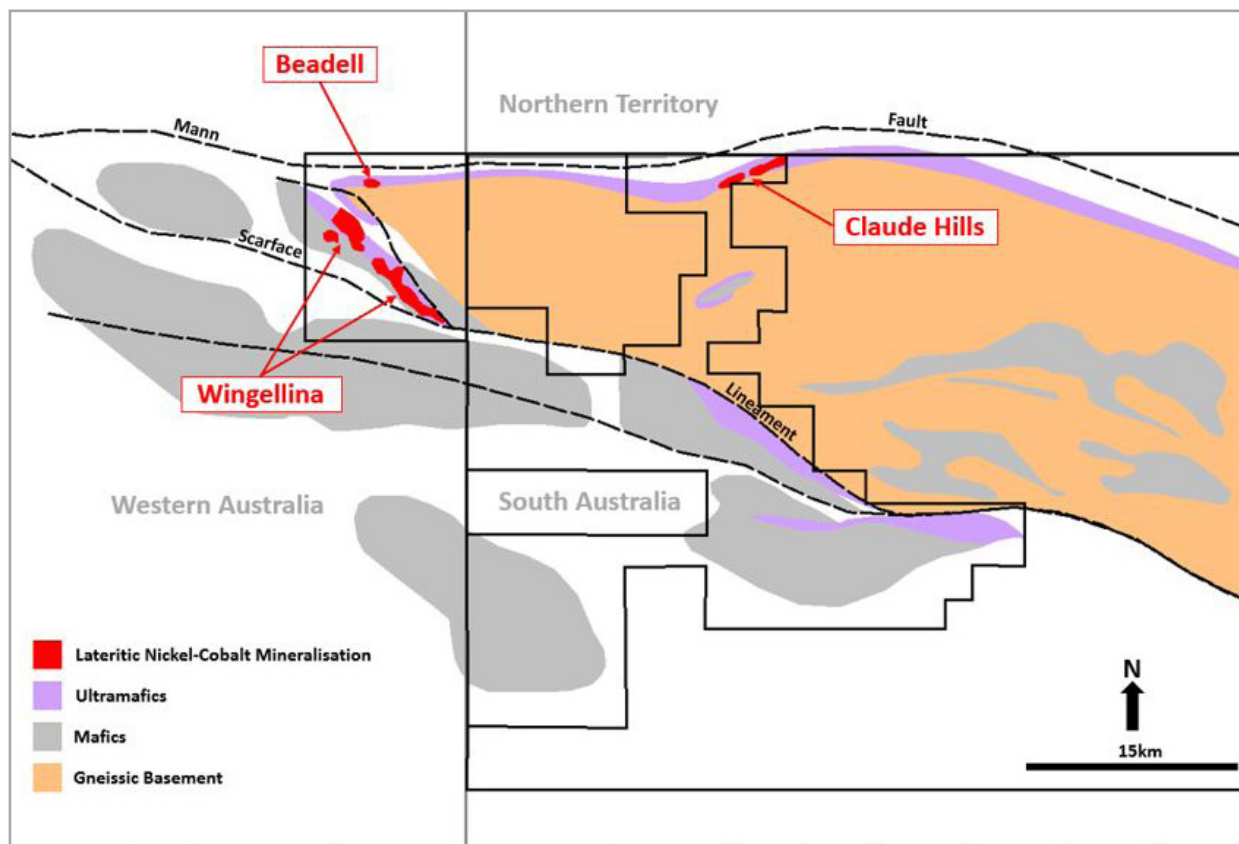 Beadell
Northern Territory
Mann
Fault
Claude Hills
Scarface
Wingellina
Lineament
Western Australia
South Australia
Lateritic Nickel-Cobalt Mineralisation
Ultramafics
Mafics
Gneissic Basement
N
15km